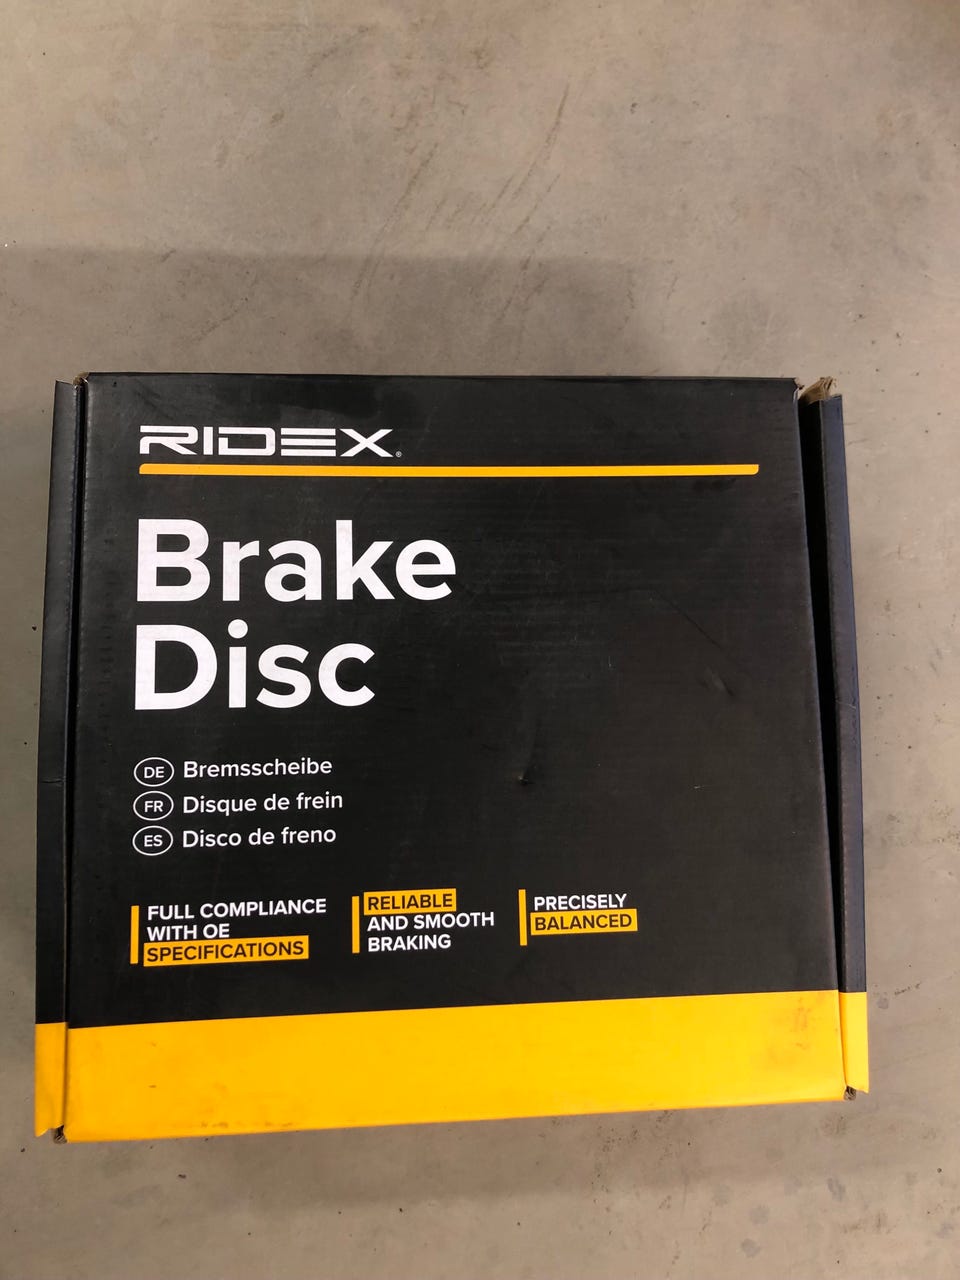 RIDEX®
Brake
Disc
DE Bremsscheibe
FR Disque de frein
ES Disco de freno
FULL COMPLIANCE
WITH OE
SPECIFICATIONS
RELIABLE
AND SMOOTH
BRAKING
PRECISELY
BALANCED